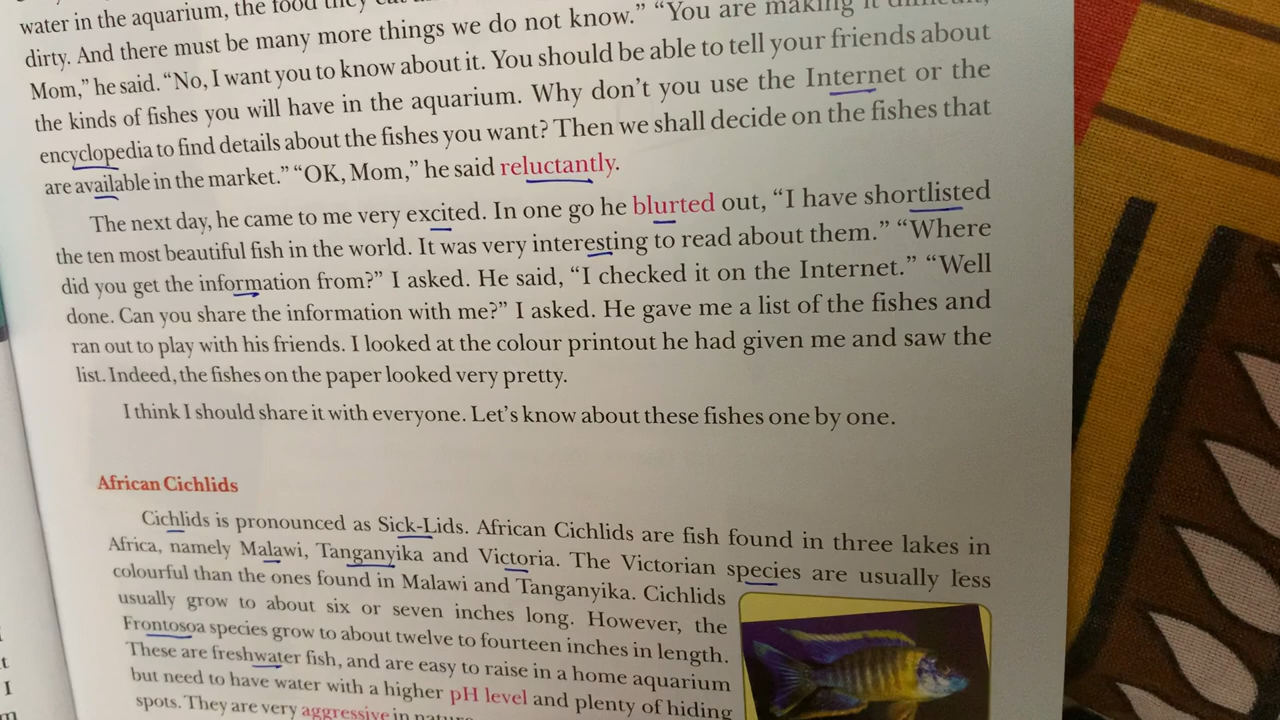 water in the aquarium, the food they
dirty. And there must be many more things we do not know.” “You are making it difficult,
Mom,” he said. “No, I want you to know about it. You should be able to tell your friends about
the kinds of fishes you will have in the aquarium. Why don’t you use the Internet or the
encyclopedia to find details about the fishes you want? Then we shall decide on the fishes that
are available in the market.” “OK, Mom,” he said reluctantly.
The next day, he came to me very excited. In one go he blurted out, “I have shortlisted
the ten most beautiful fish in the world. It was very interesting to read about them.” “Where
did you get the information from?” I asked. He said, “I checked it on the Internet.” “Well
done. Can you share the information with me?” I asked. He gave me a list of the fishes and
ran out to play with his friends. I looked at the colour printout he had given me and saw the
list. Indeed, the fishes on the paper looked very pretty.
I think I should share it with everyone. Let’s know about these fishes one by one.
African Cichlids
Cichlids is pronounced as Sick-Lids. African Cichlids are fish found in three lakes in
Africa, namely Malawi, Tanganyika and Victoria. The Victorian species are usually less
colourful than the ones found in Malawi and Tanganyika. Cichlids
usually grow to about six or seven inches long. However, the
Frontosoa species grow to about twelve to fourteen inches in length.
These are freshwater fish, and are easy to raise in a home aquarium
but need to have water with a higher pH level and plenty of hiding
spots. They are very aggressive in
t
I